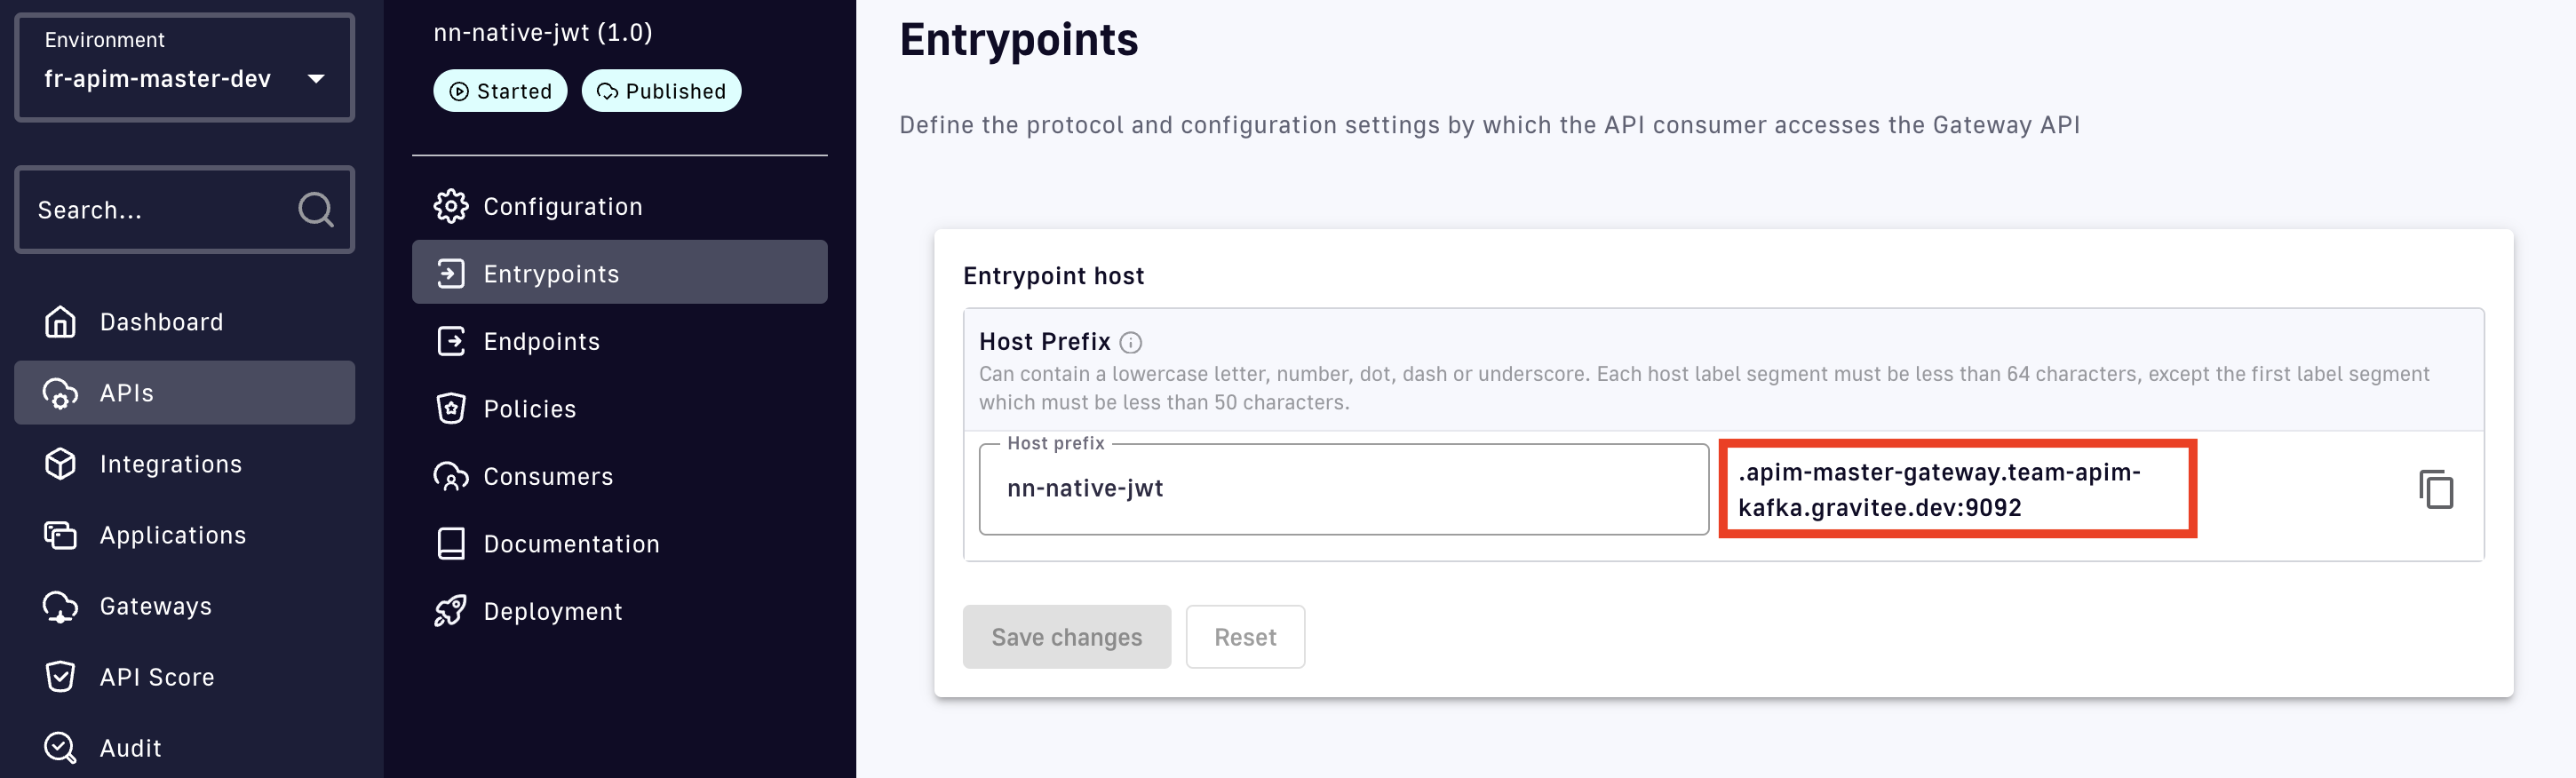 Environment
fr-apim-master-dev
Search...
Dashboard
APIs
Integrations
Applications
Gateways
API Score
Audit
nn-native-jwt (1.0)
Started
Published
Configuration
Entrypoints
Endpoints
Policies
Consumers
Documentation
Deployment
Entrypoints
Define the protocol and configuration settings by which the API consumer accesses the Gateway API
Entrypoint host
Host Prefix
Can contain a lowercase letter, number, dot, dash or underscore. Each host label segment must be less than 64 characters, except the first label segment
which must be less than 50 characters.
Host prefix
nn-native-jwt
.apim-master-gateway.team-apim-
kafka.gravitee.dev:9092
Save changes
Reset